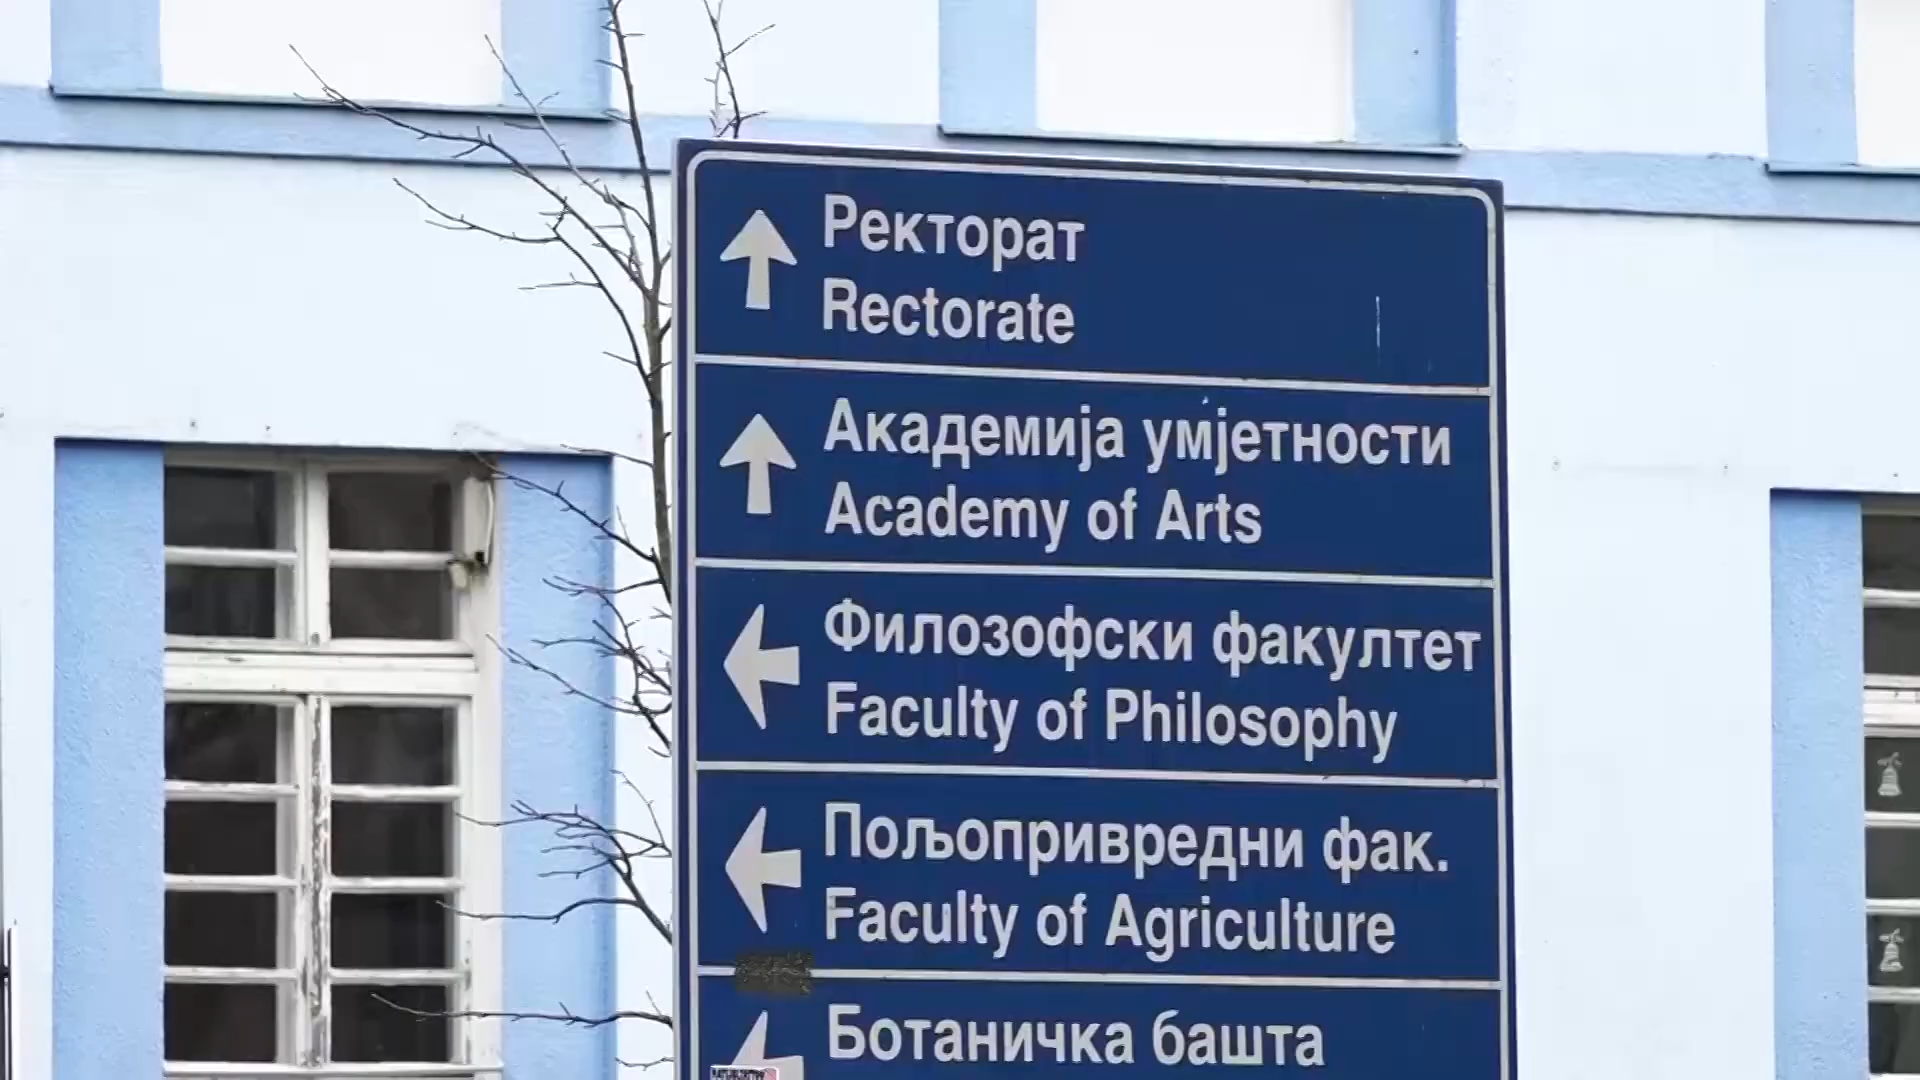 Ректорат
Rectorate
Академија умјетности
Academy of Arts
Филозофски факултет
Faculty of Philosophy
Пољопривредни фак.
Faculty of Agriculture
Ботаничка башта